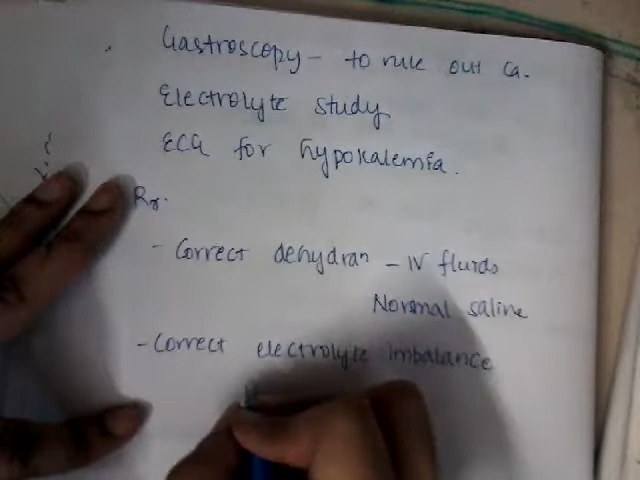 Gastroscopy - to rule out Ca.
Electrolyte study
ECG for hypokalemia.
Rx.
- Correct dehydran - IV fluids
Normal saline
- Correct electrolyte imbalance